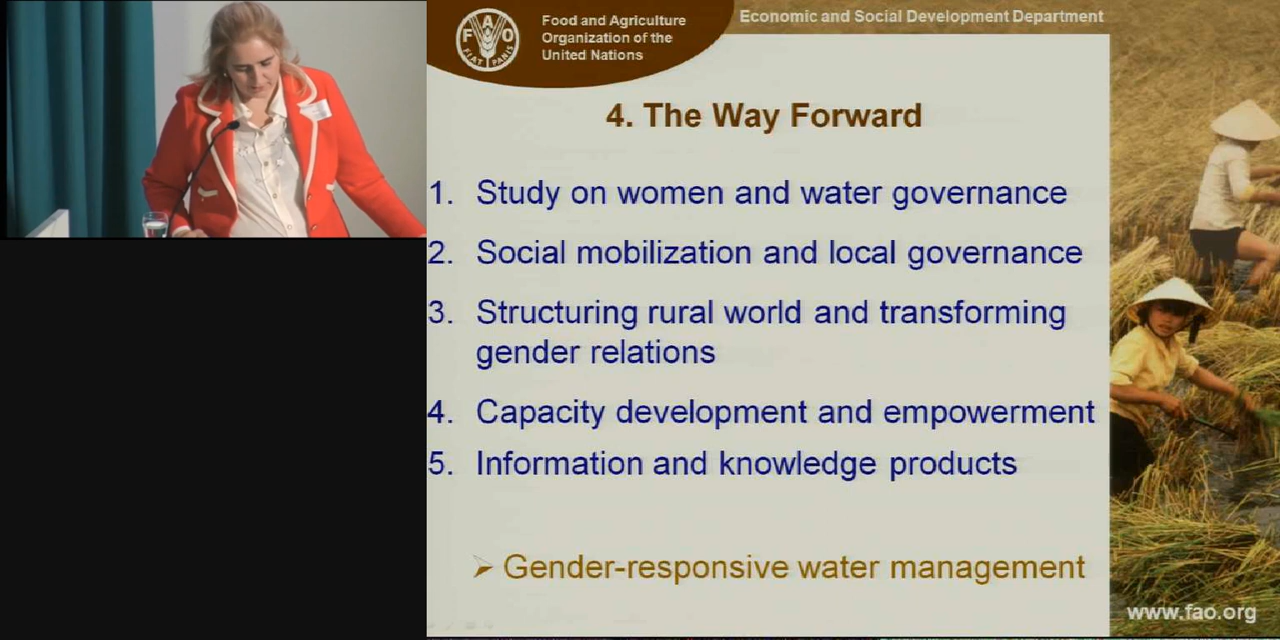 Food and Agriculture
Organization of the
United Nations
Economic and Social Development Department
F A O
FIAT PANIS
4. The Way Forward
1. Study on women and water governance
2. Social mobilization and local governance
3. Structuring rural world and transforming
gender relations
4. Capacity development and empowerment
5. Information and knowledge products
➢ Gender-responsive water management
www.fao.org